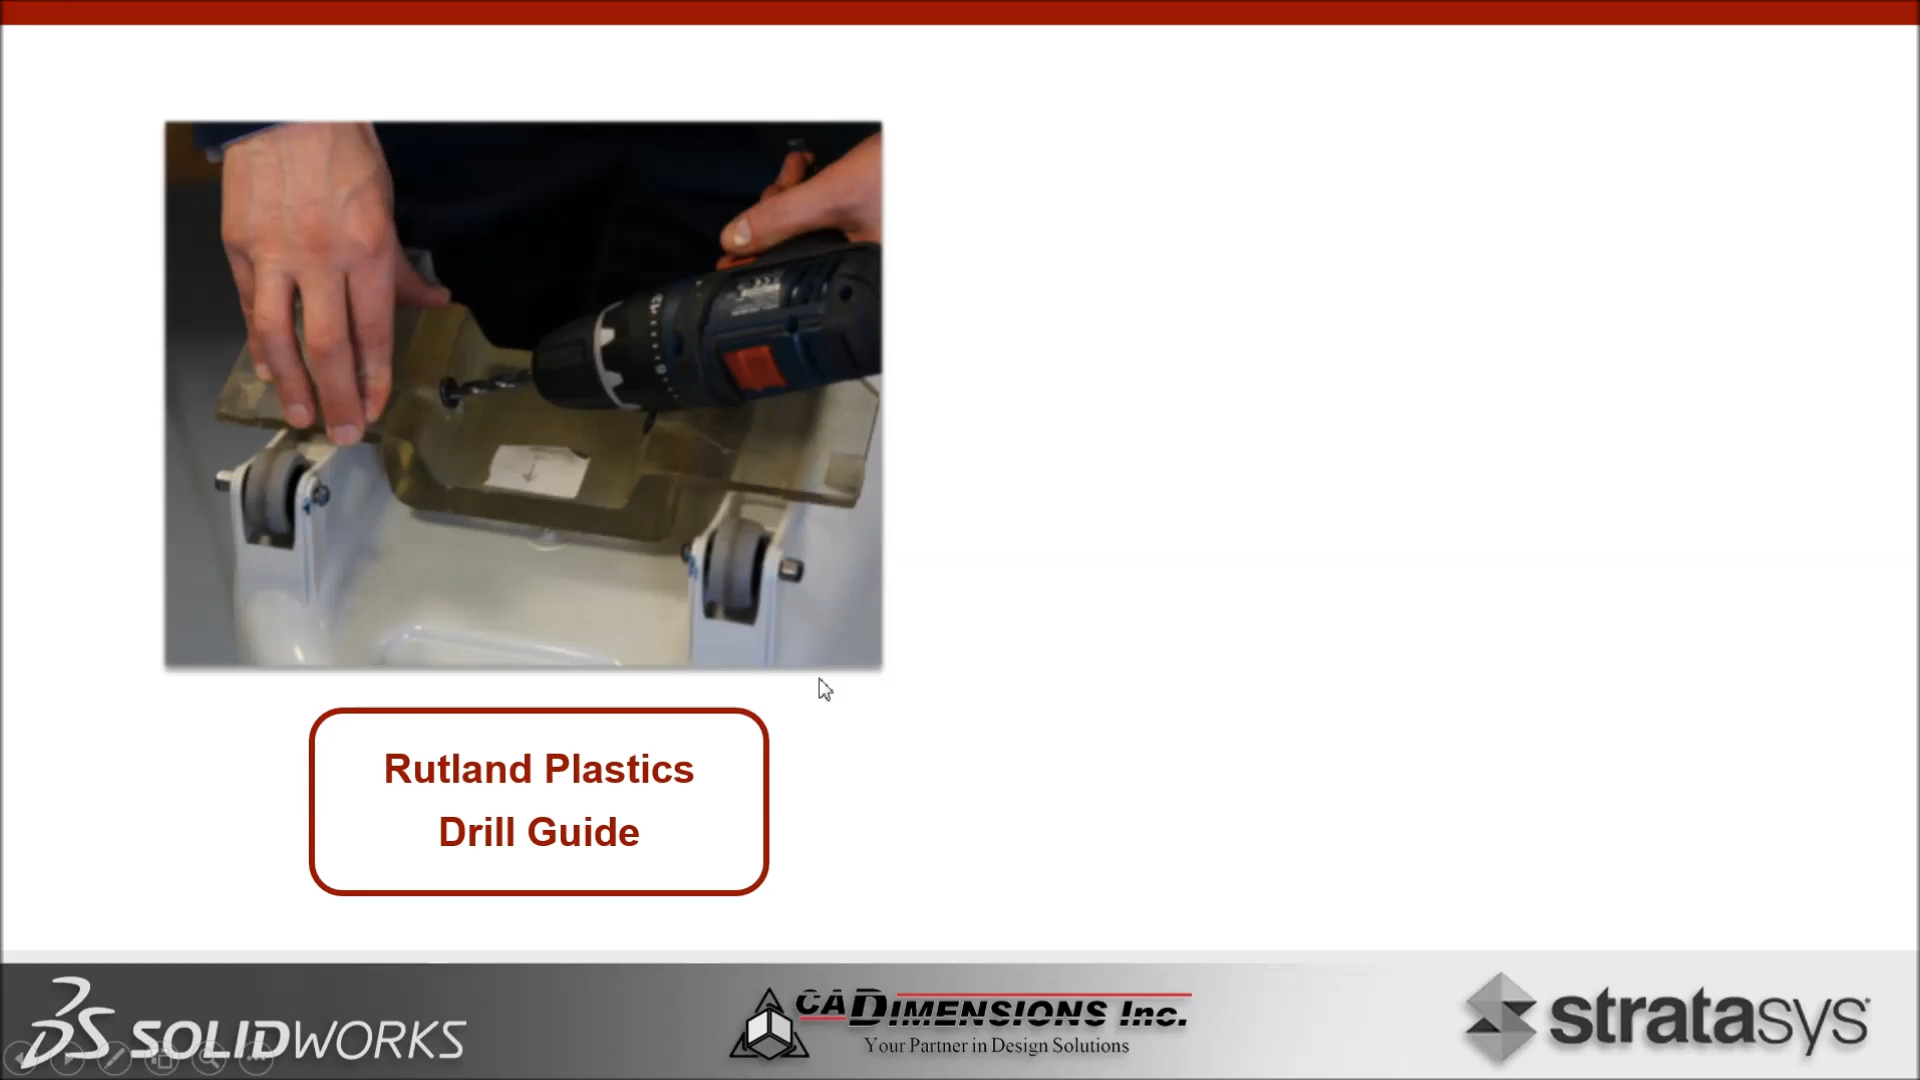 Rutland Plastics
Drill Guide
SOLIDWORKS
CADIMENSIONS Inc.
Your Partner in Design Solutions
stratasys